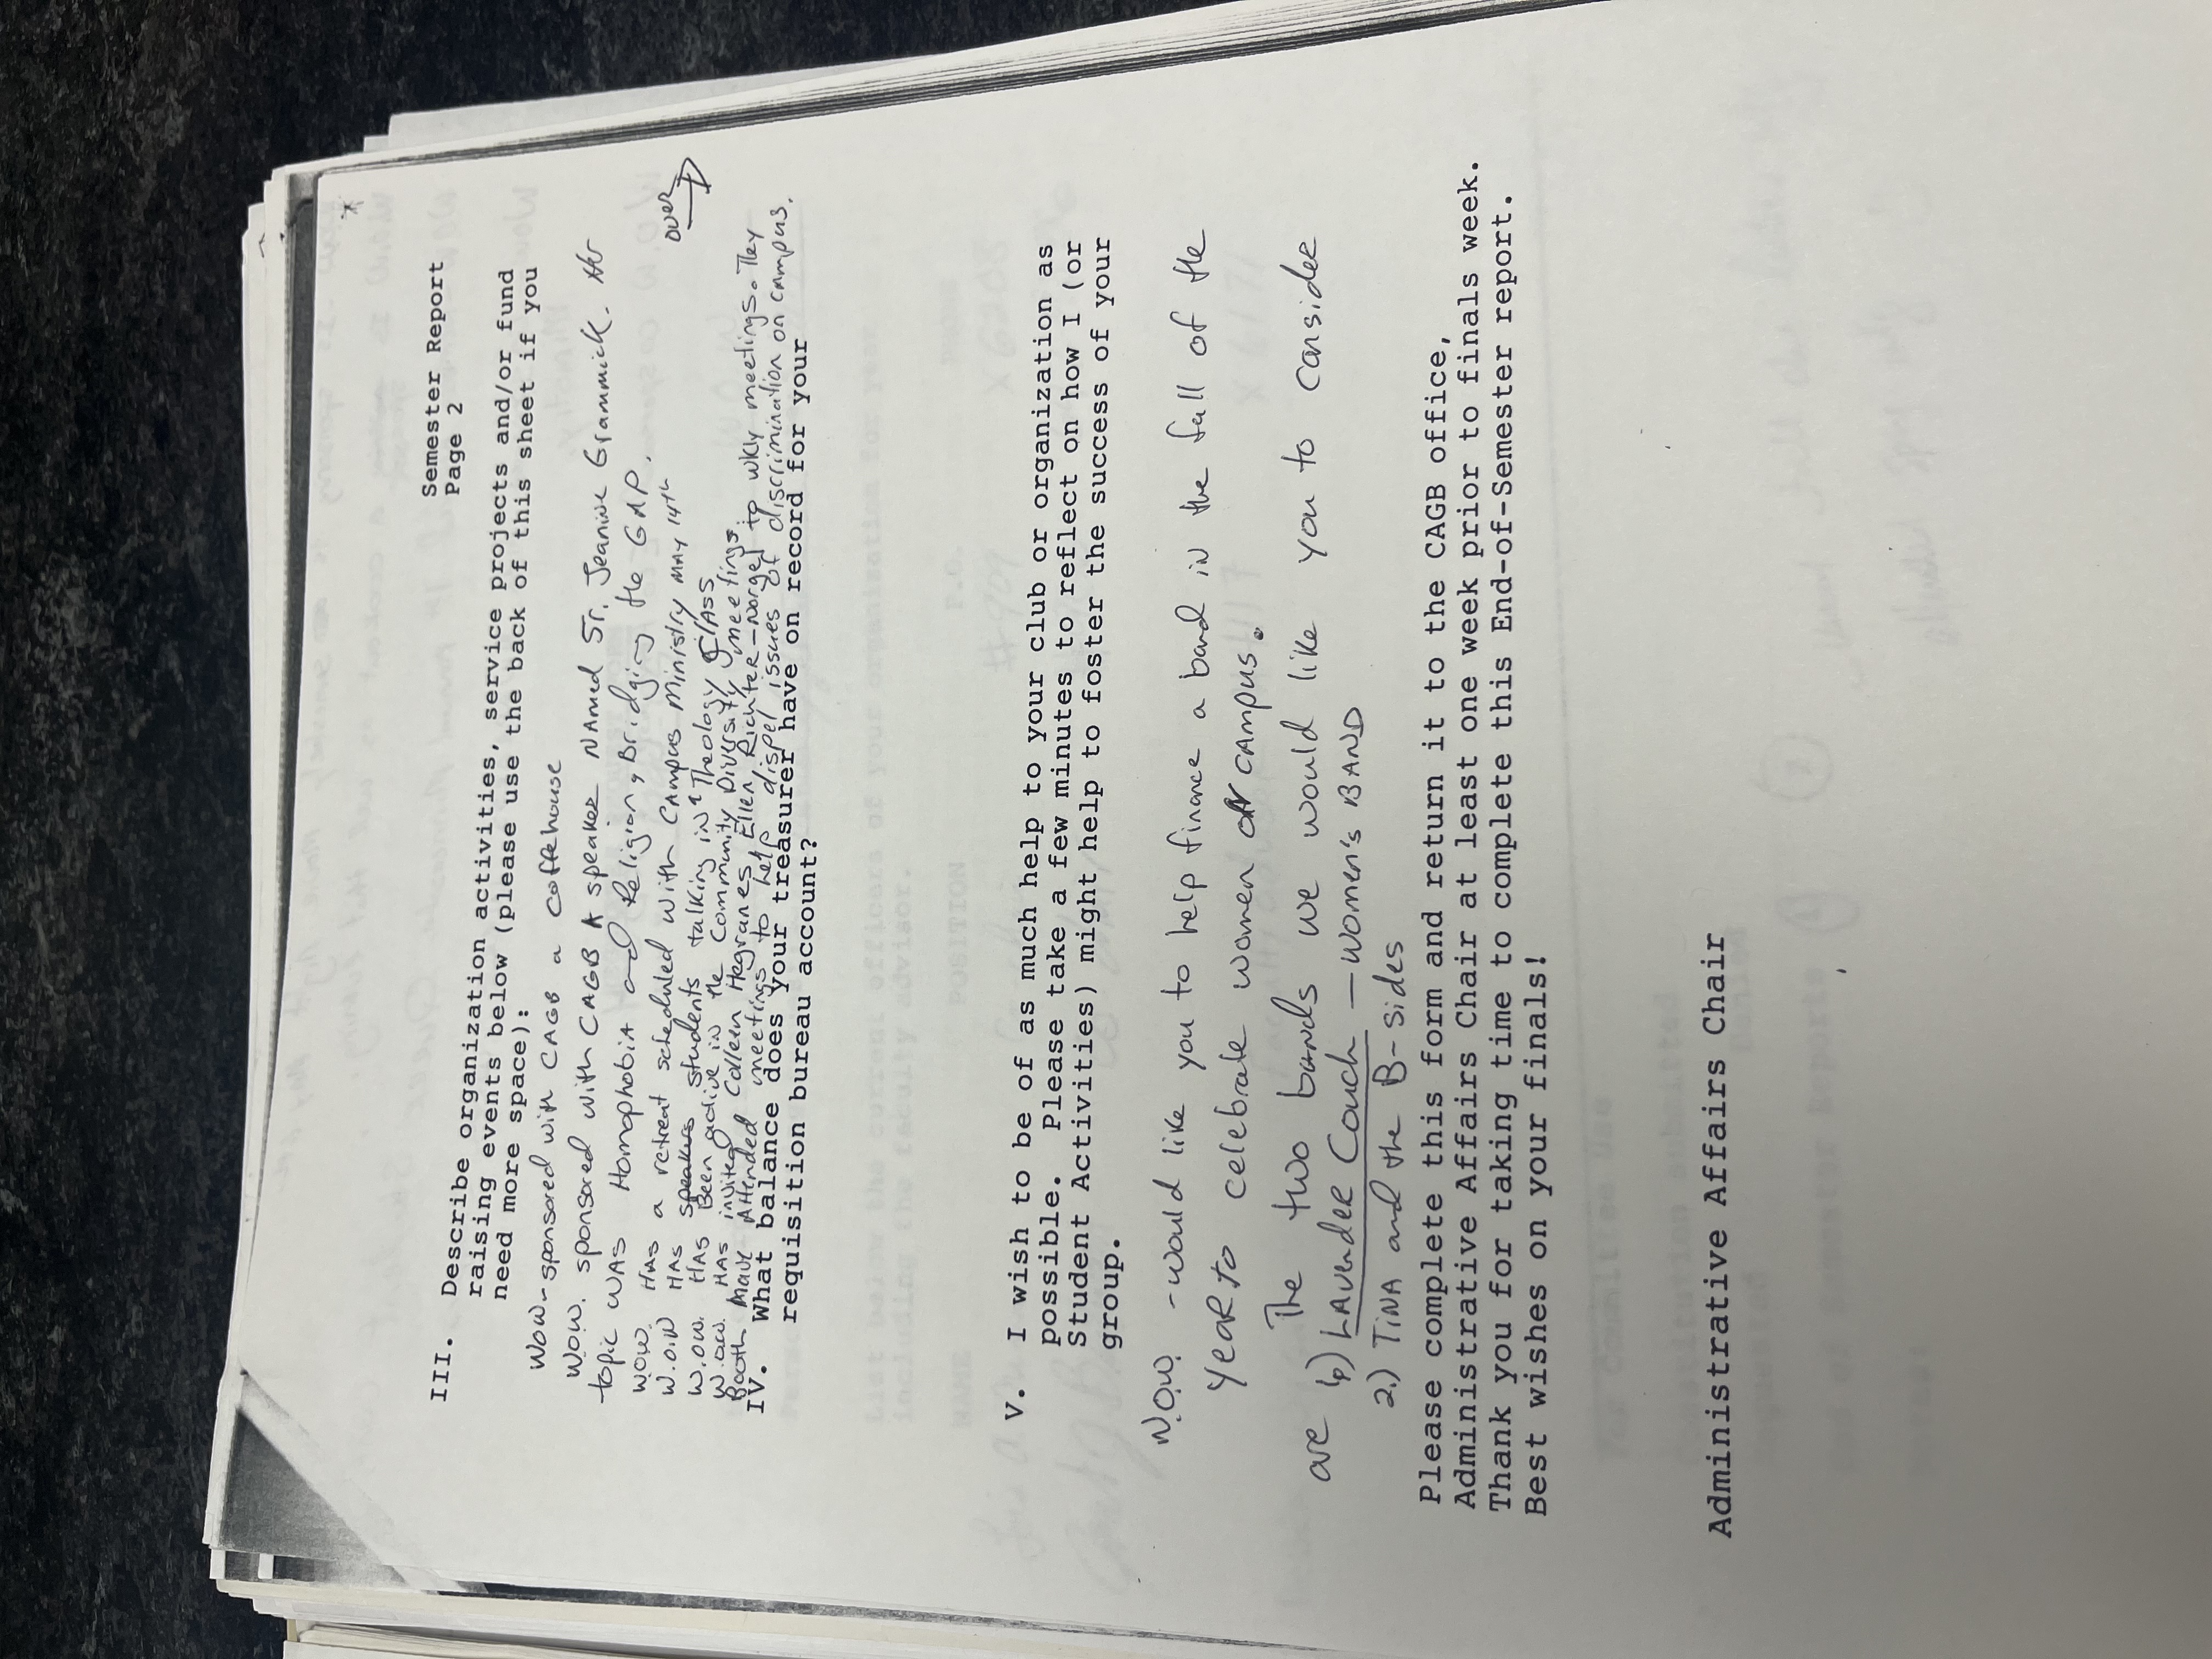 Semester Report
Page 2
III. Describe organization activities, service projects and/or fund
raising events below (please use the back of this sheet if you
need more space):
WOW - sponsored with CAGB a coffehouse
W.O.W. sponsored with CAGB A speaker NAmed Sr. Jeanine Grammick. Her
topic WAS HomophobiA and Religion, Bridging the GAP.
W.O.W. HAs a retreat scheduled with CAmpus Ministry MAY 14th
W.O.W HAs speakers students talking in a Theology ClAss
W.O.W. HAs Been active in the Community Diversity meetings.
W.O.W. HAs invited Colleen Hegranes, Ellen, Richter-Norgel to wkly meetings. They
Booth have Attended meetings to help dispel issues of discrimination on cAmpus.
over
IV. What balance does your treasurer have on record for your
requisition bureau account?
V. I wish to be of as much help to your club or organization as
possible. Please take a few minutes to reflect on how I (or
Student Activities) might help to foster the success of your
group.
W.O.W. - would like you to help finance a band in the fall of the
YeaR to celebrate women oN cAmpus.
The two bands we would like you to consider
are 1.) LAvender Couch - Women's BAND
2.) TiNA and the B-sides
Please complete this form and return it to the CAGB office,
Administrative Affairs Chair at least one week prior to finals week.
Thank you for taking time to complete this End-of-Semester report.
Best wishes on your finals!
Administrative Affairs Chair